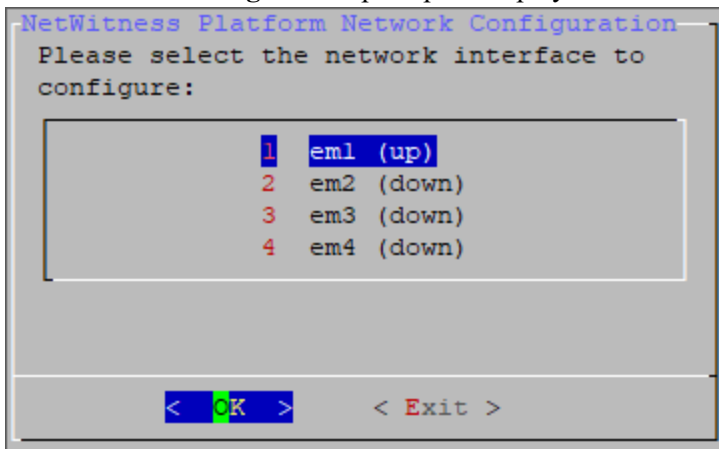 NetWitness Platform Network Configuration
Please select the network interface to
configure:
1 em1 (up)
2 em2 (down)
3 em3 (down)
4 em4 (down)
< OK > < Exit >